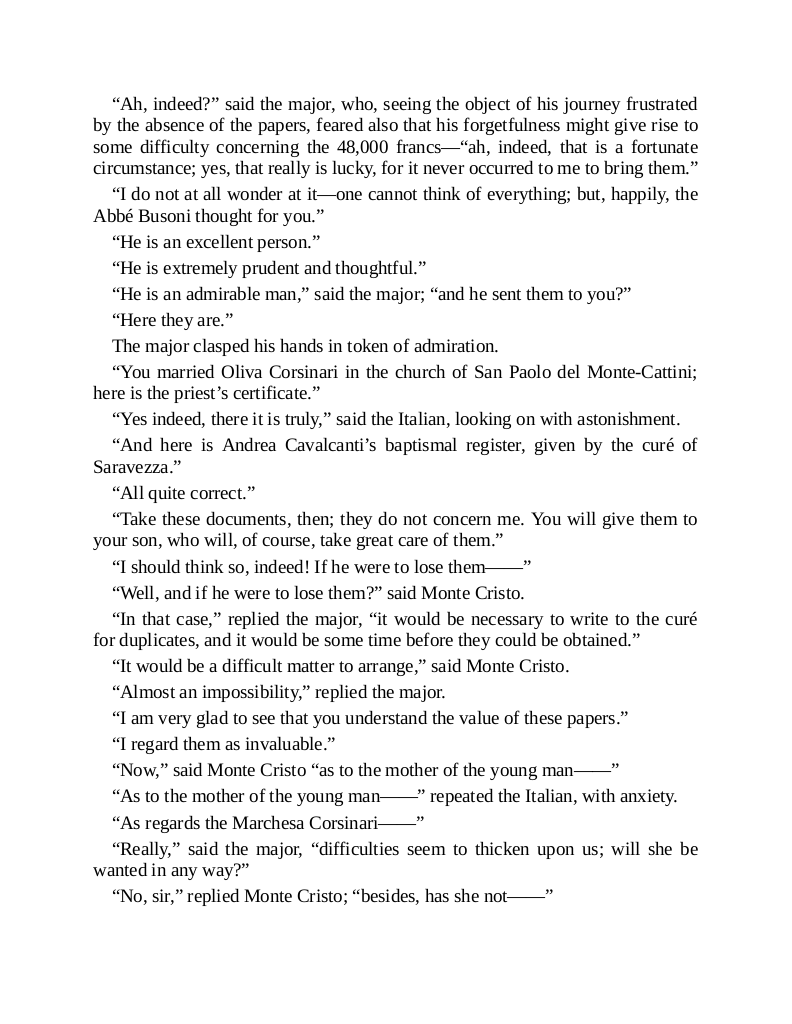 “Ah, indeed?” said the major, who, seeing the object of his journey frustrated
by the absence of the papers, feared also that his forgetfulness might give rise to
some difficulty concerning the 48,000 francs—“ah, indeed, that is a fortunate
circumstance; yes, that really is lucky, for it never occurred to me to bring them.”
“I do not at all wonder at it—one cannot think of everything; but, happily, the
Abbé Busoni thought for you.”
“He is an excellent person.”
“He is extremely prudent and thoughtful.”
“He is an admirable man,” said the major; “and he sent them to you?”
“Here they are.”
The major clasped his hands in token of admiration.
“You married Oliva Corsinari in the church of San Paolo del Monte-Cattini;
here is the priest’s certificate.”
“Yes indeed, there it is truly,” said the Italian, looking on with astonishment.
“And here is Andrea Cavalcanti’s baptismal register, given by the curé of
Saravezza.”
“All quite correct.”
“Take these documents, then; they do not concern me. You will give them to
your son, who will, of course, take great care of them.”
“I should think so, indeed! If he were to lose them——”
“Well, and if he were to lose them?” said Monte Cristo.
“In that case,” replied the major, “it would be necessary to write to the curé
for duplicates, and it would be some time before they could be obtained.”
“It would be a difficult matter to arrange,” said Monte Cristo.
“Almost an impossibility,” replied the major.
“I am very glad to see that you understand the value of these papers.”
“I regard them as invaluable.”
“Now,” said Monte Cristo “as to the mother of the young man——”
“As to the mother of the young man——” repeated the Italian, with anxiety.
“As regards the Marchesa Corsinari——”
“Really,” said the major, “difficulties seem to thicken upon us; will she be
wanted in any way?”
“No, sir,” replied Monte Cristo; “besides, has she not——”